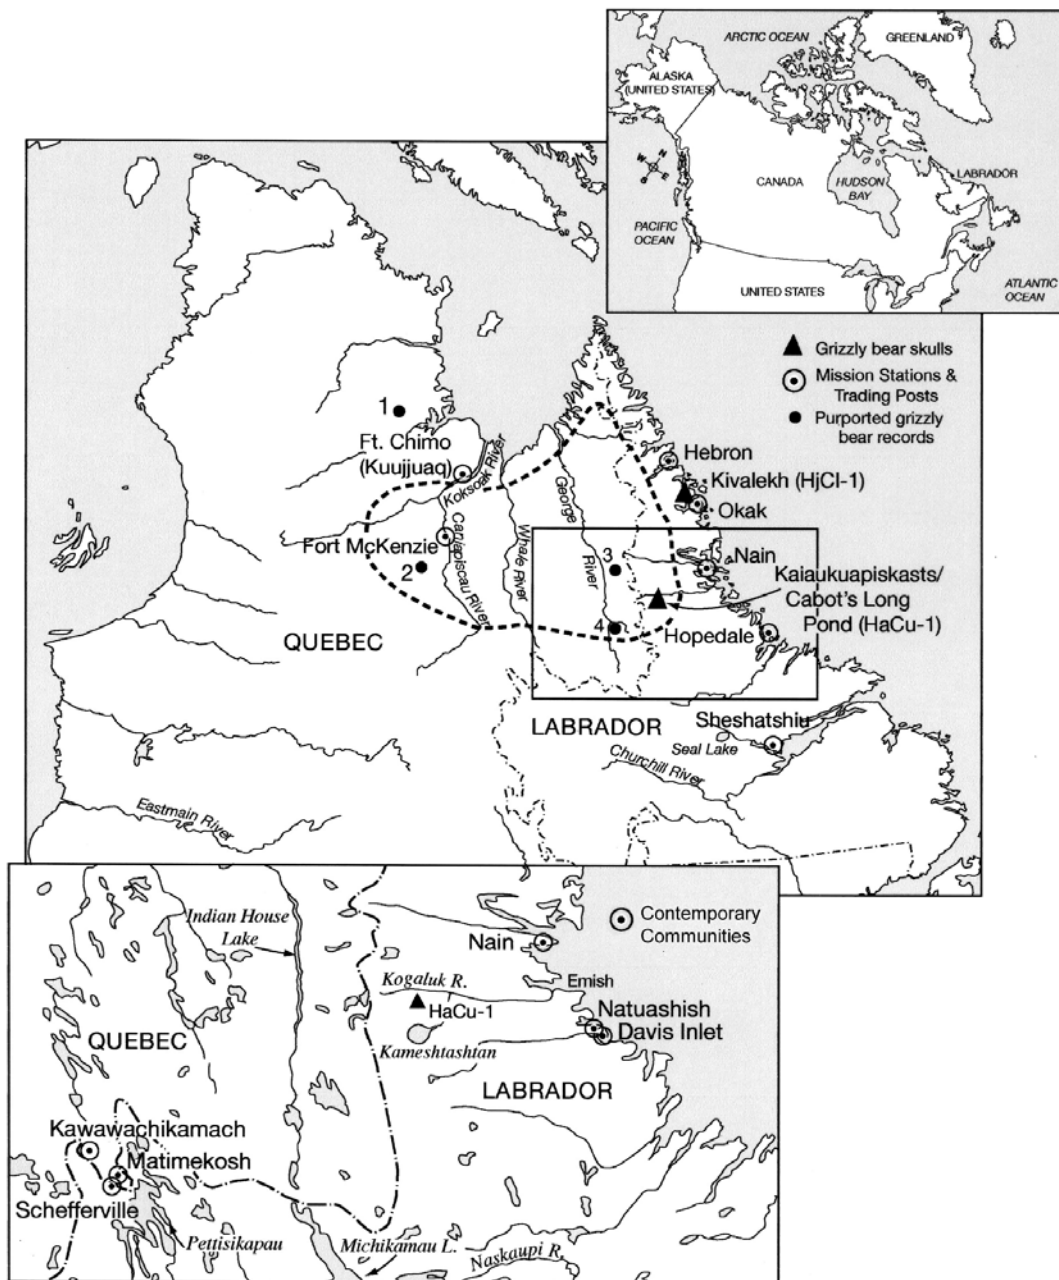 ARCTIC OCEAN
GREENLAND
ALASKA
(UNITED STATES)
N
W
E
S
CANADA
HUDSON
BAY
LABRADOR
PACIFIC
OCEAN
UNITED STATES
ATLANTIC
OCEAN
Grizzly bear skulls
Mission Stations &
Trading Posts
Purported grizzly
bear records
1
Ft. Chimo
(Kuujjuaq)
Koksoak River
Hebron
Kivalekh (HjCl-1)
Okak
George
River
Whale River
Caniapiscau River
Fort McKenzie
2
3
Nain
Kaiaukuapiskasts/
Cabot's Long
Pond (HaCu-1)
4
Hopedale
QUEBEC
LABRADOR
Sheshatshiu
Seal Lake
Churchill River
Eastmain River
Indian House
Lake
Nain
Contemporary
Communities
Kogaluk R.
Emish
HaCu-1
Natuashish
Davis Inlet
QUEBEC
Kameshtashtan
LABRADOR
Kawawachikamach
Matimekosh
Schefferville
Pettisikapau
Michikamau L.
Naskaupi R.